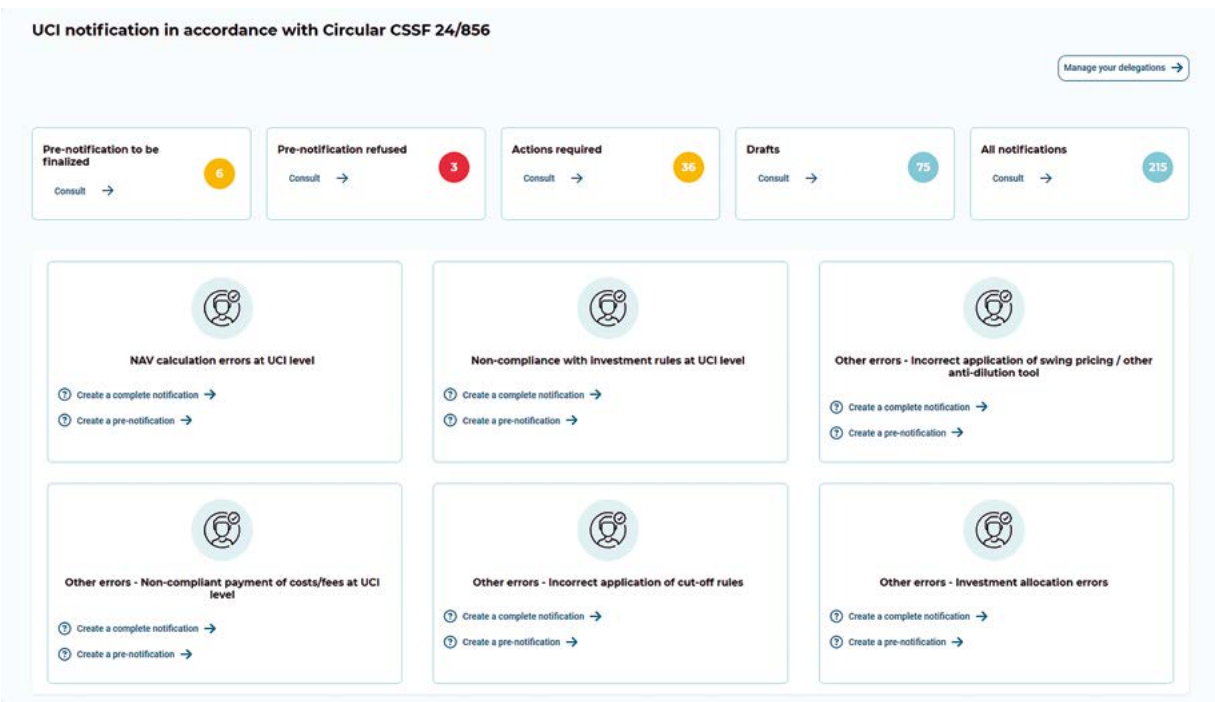 UCI notification in accordance with Circular CSSF 24/856
Manage your delegations →
Pre-notification to be
finalized
6
Consult →
Pre-notification refused
3
Consult →
Actions required
36
Consult →
Drafts
75
Consult →
All notifications
215
Consult →
NAV calculation errors at UCI level
? Create a complete notification →
? Create a pre-notification →
Non-compliance with investment rules at UCI level
? Create a complete notification →
? Create a pre-notification →
Other errors - Incorrect application of swing pricing / other
anti-dilution tool
? Create a complete notification →
? Create a pre-notification →
Other errors - Non-compliant payment of costs/fees at UCI
level
? Create a complete notification →
? Create a pre-notification →
Other errors - Incorrect application of cut-off rules
? Create a complete notification →
? Create a pre-notification →
Other errors - Investment allocation errors
? Create a complete notification →
? Create a pre-notification →